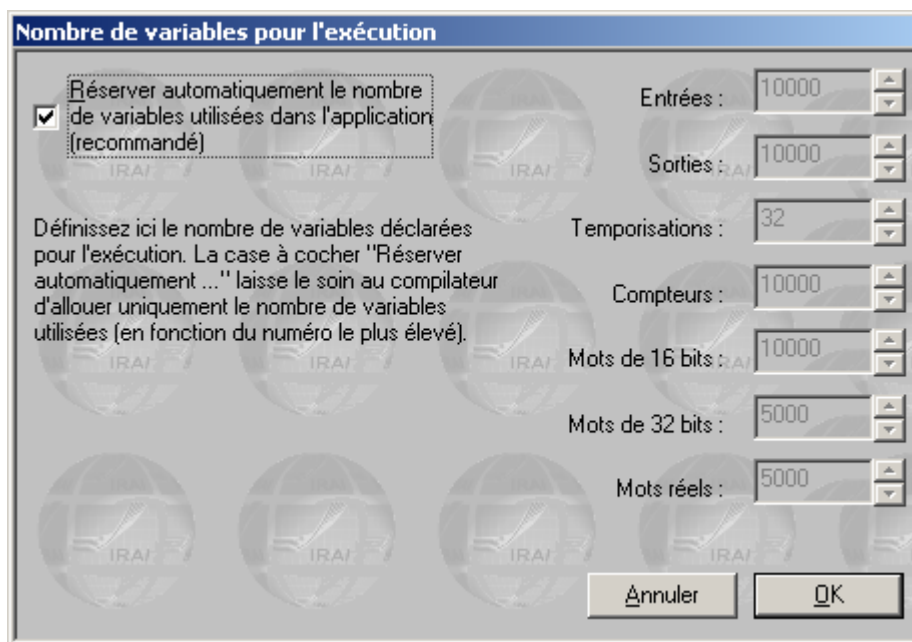 Nombre de variables pour l'exécution
Réserver automatiquement le nombre
de variables utilisées dans l'application
(recommandé)
Définissez ici le nombre de variables déclarées
pour l'exécution. La case à cocher "Réserver
automatiquement ..." laisse le soin au compilateur
d'allouer uniquement le nombre de variables
utilisées (en fonction du numéro le plus élevé).
Entrées : 10000
Sorties : 10000
Temporisations : 32
Compteurs : 10000
Mots de 16 bits : 10000
Mots de 32 bits : 5000
Mots réels : 5000
Annuler OK